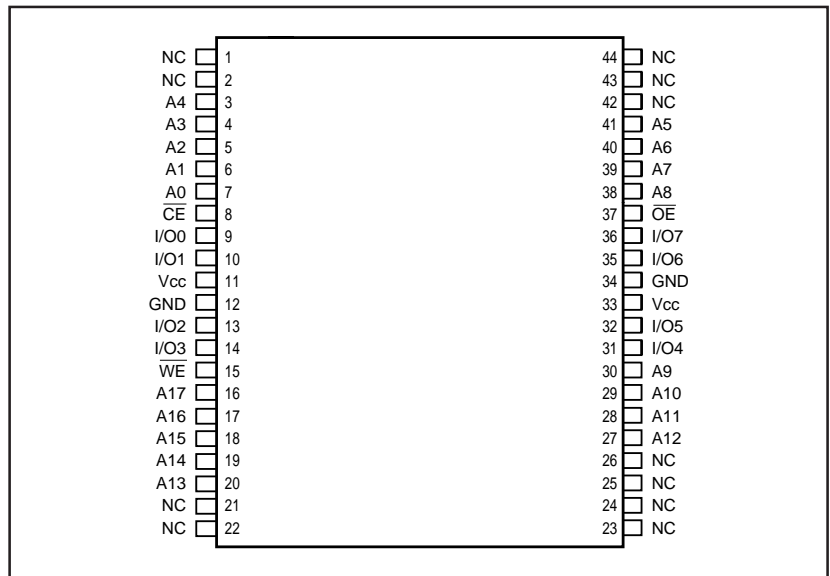 NC 1 44 NC
NC 2 43 NC
A4 3 42 NC
A3 4 41 A5
A2 5 40 A6
A1 6 39 A7
A0 7 38 A8
C̅E̅ 8 37 O̅E̅
I/O0 9 36 I/O7
I/O1 10 35 I/O6
Vcc 11 34 GND
GND 12 33 Vcc
I/O2 13 32 I/O5
I/O3 14 31 I/O4
W̅E̅ 15 30 A9
A17 16 29 A10
A16 17 28 A11
A15 18 27 A12
A14 19 26 NC
A13 20 25 NC
NC 21 24 NC
NC 22 23 NC